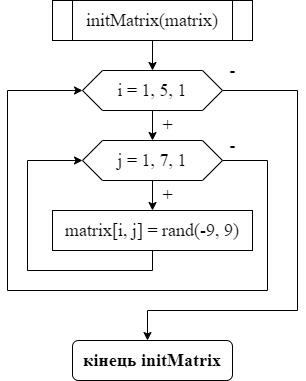 initMatrix(matrix)
-
i = 1, 5, 1
+
-
j = 1, 7, 1
+
matrix[i, j] = rand(-9, 9)
кінець initMatrix